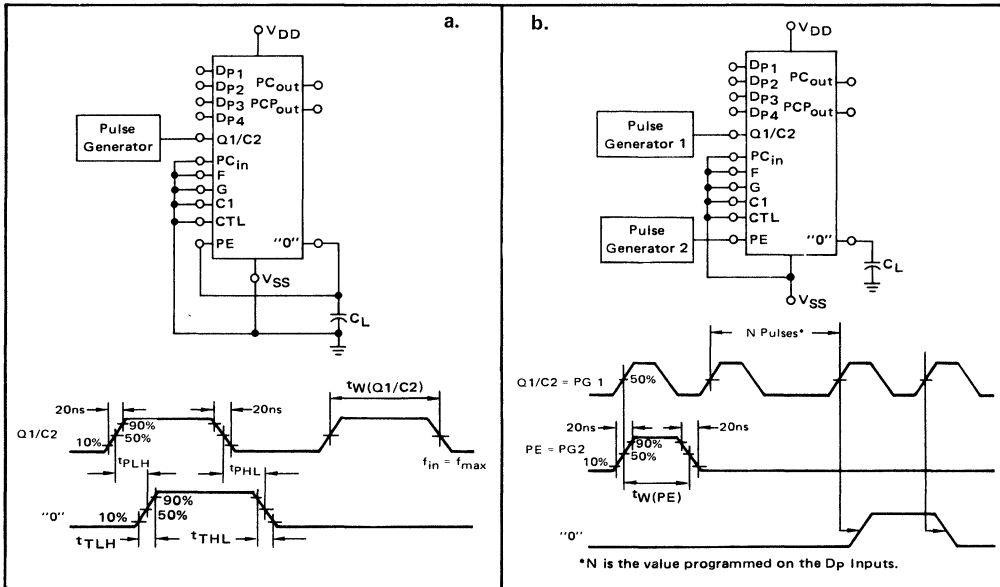 a.
VDD
DP1
DP2
DP3
DP4
PCout
PCPout
Pulse
Generator
Q1/C2
PCin
F
G
C1
CTL
PE
"0"
VSS
CL
tW(Q1/C2)
20ns
20ns
Q1/C2
10%
90%
50%
tPLH
tPHL
fin = fmax
"0"
10%
90%
50%
tTLH
tTHL
b.
VDD
DP1
DP2
DP3
DP4
PCout
PCPout
Pulse
Generator 1
Q1/C2
PCin
F
G
C1
CTL
Pulse
Generator 2
PE
"0"
CL
VSS
N Pulses*
Q1/C2 = PG 1
50%
20ns
20ns
PE = PG2
90%
50%
10%
tW(PE)
"0"
*N is the value programmed on the DP Inputs.